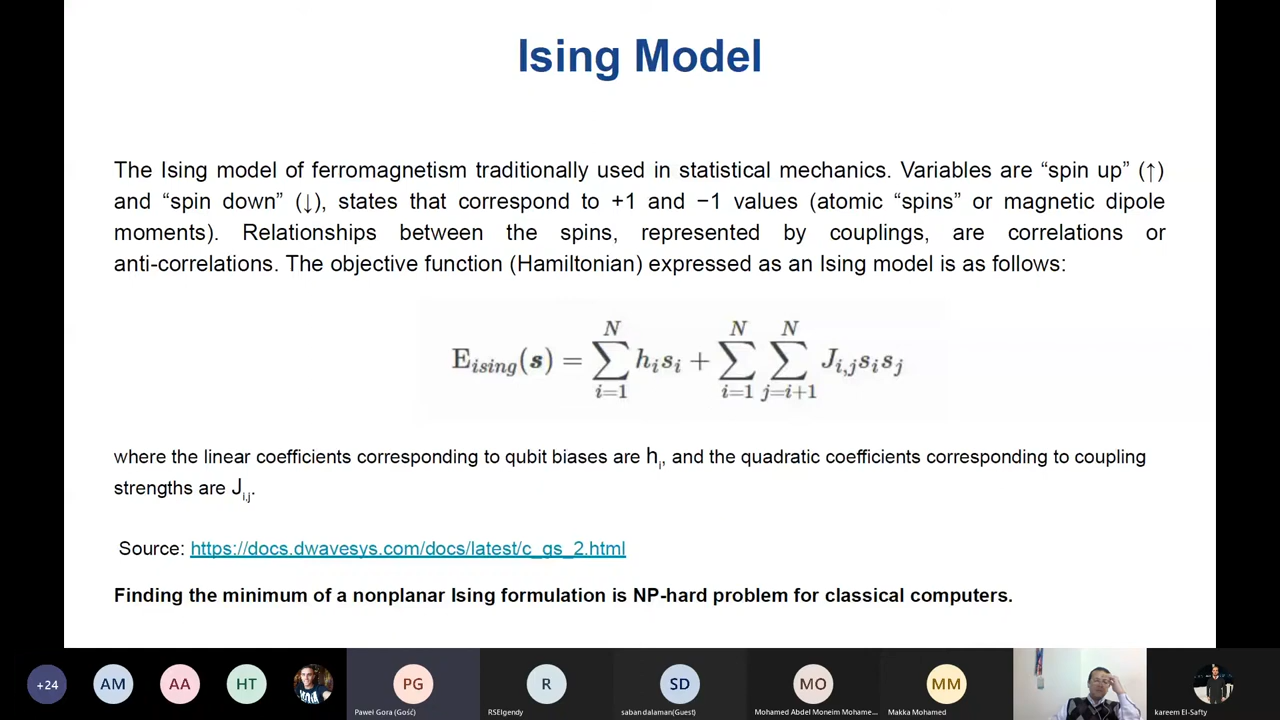 Ising Model
The Ising model of ferromagnetism traditionally used in statistical mechanics. Variables are “spin up” (↑)
and “spin down” (↓), states that correspond to +1 and −1 values (atomic “spins” or magnetic dipole
moments). Relationships between the spins, represented by couplings, are correlations or
anti-correlations. The objective function (Hamiltonian) expressed as an Ising model is as follows:
E_ising(s) = ∑_{i=1}^{N} h_i s_i + ∑_{i=1}^{N} ∑_{j=i+1}^{N} J_{i,j} s_i s_j
where the linear coefficients corresponding to qubit biases are h_i, and the quadratic coefficients corresponding to coupling
strengths are J_{i,j}.
Source: https://docs.dwavesys.com/docs/latest/c_gs_2.html
Finding the minimum of a nonplanar Ising formulation is NP-hard problem for classical computers.
+24 AM AA HT PG R SD MO MM
Paweł Gora (Gość) RSElgendy saban dalaman(Guest) Mohamed Abdel Moneim Mohame... Makka Mohamed kareem El-Safty